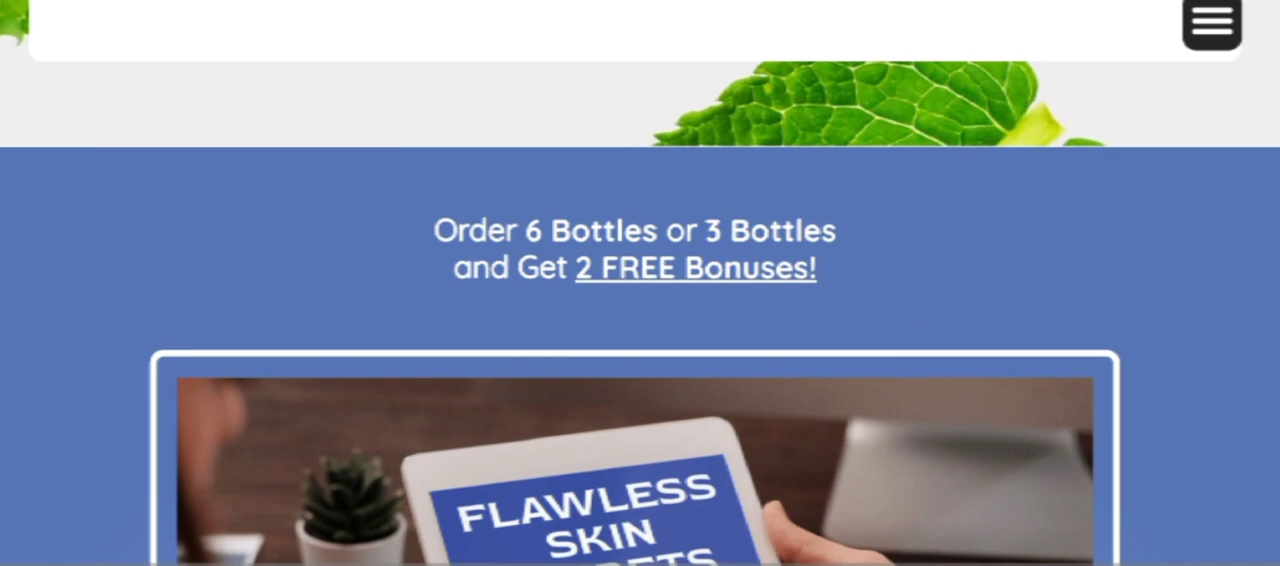 Order 6 Bottles or 3 Bottles
and Get 2 FREE Bonuses!
FLAWLESS
SKIN